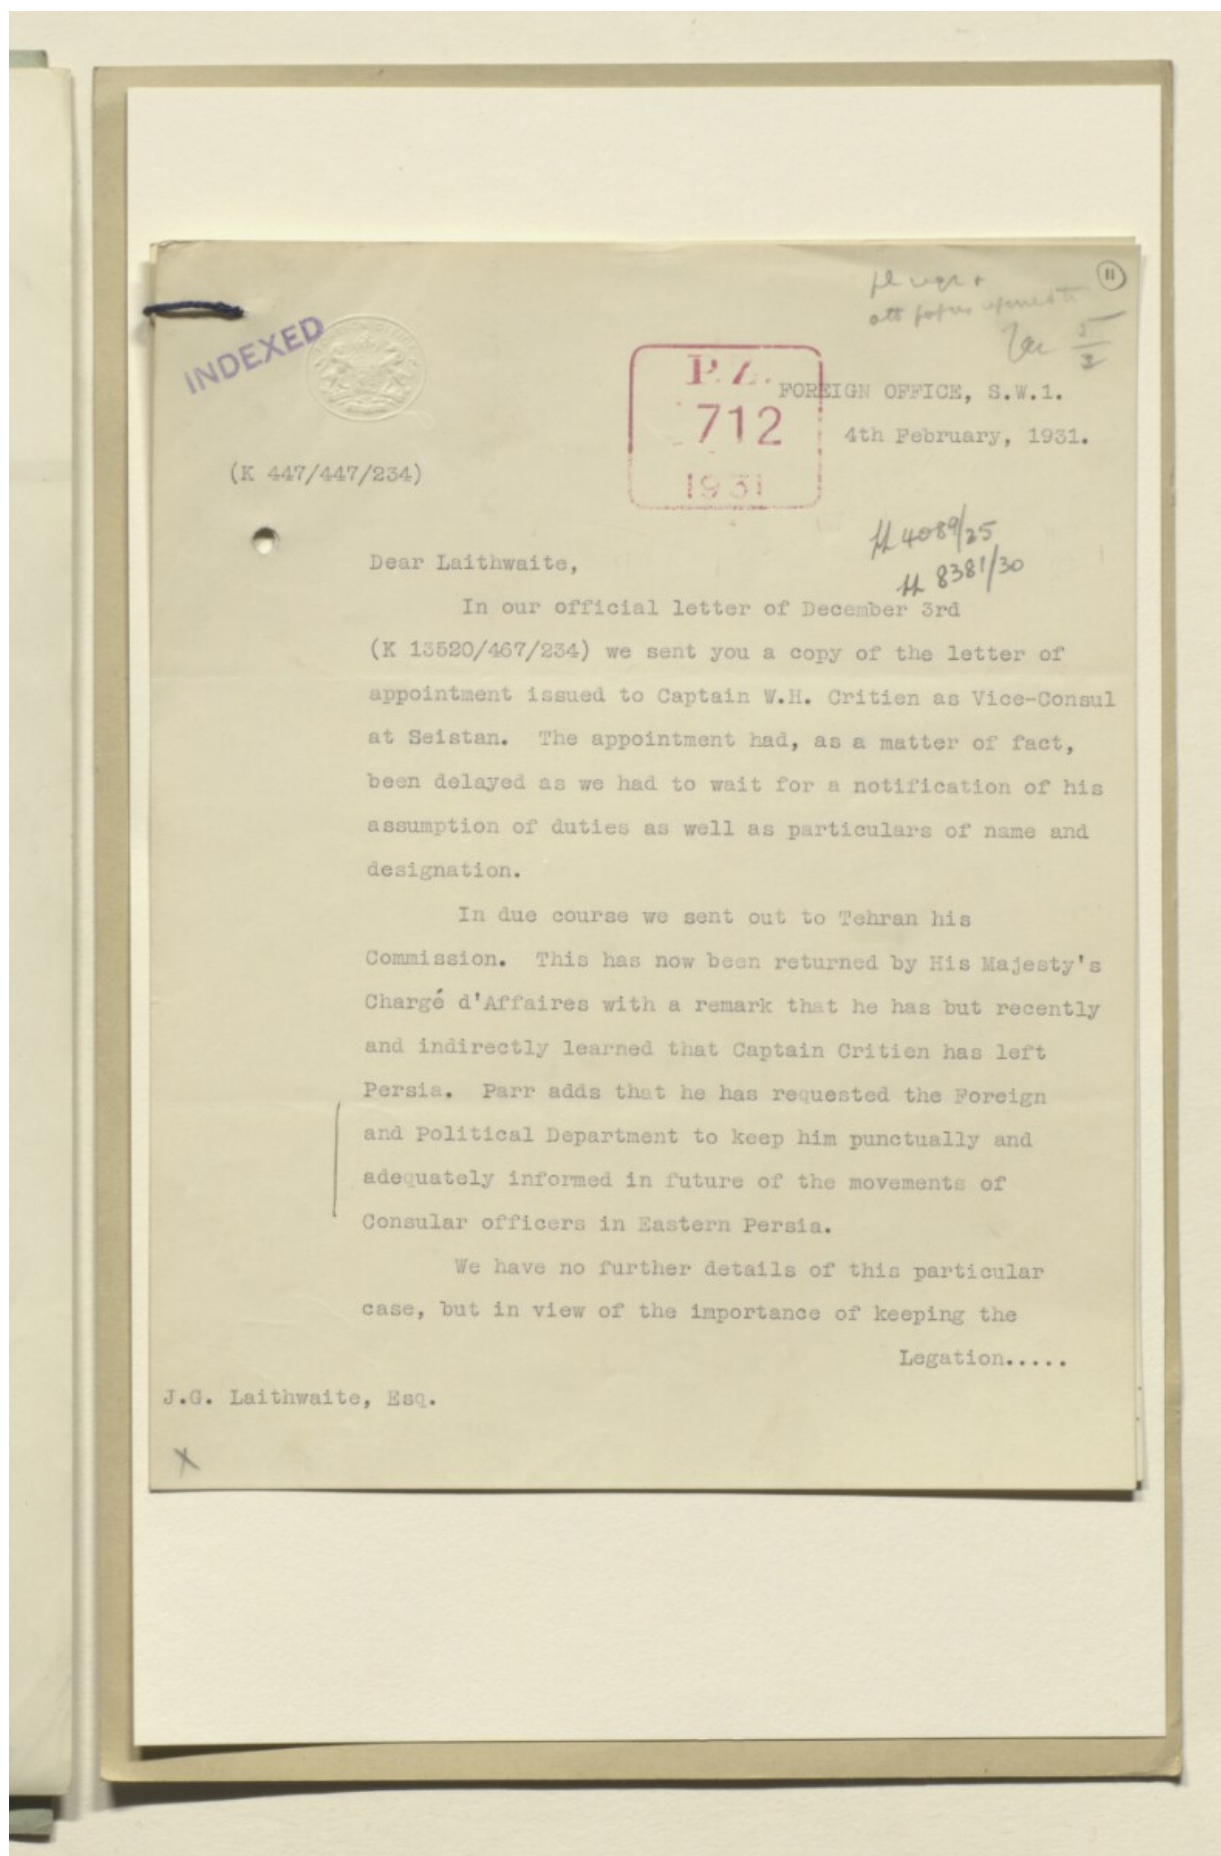 11
INDEXED
P.Z.
712
1931
FOREIGN OFFICE, S.W.1.
4th February, 1931.
(K 447/447/234)
4089/25
8381/30
Dear Laithwaite,
In our official letter of December 3rd
(K 13520/467/234) we sent you a copy of the letter of
appointment issued to Captain W.H. Critien as Vice-Consul
at Seistan. The appointment had, as a matter of fact,
been delayed as we had to wait for a notification of his
assumption of duties as well as particulars of name and
designation.
In due course we sent out to Tehran his
Commission. This has now been returned by His Majesty's
Chargé d'Affaires with a remark that he has but recently
and indirectly learned that Captain Critien has left
Persia. Parr adds that he has requested the Foreign
and Political Department to keep him punctually and
adequately informed in future of the movements of
Consular officers in Eastern Persia.
We have no further details of this particular
case, but in view of the importance of keeping the
Legation.....
J.G. Laithwaite, Esq.
X